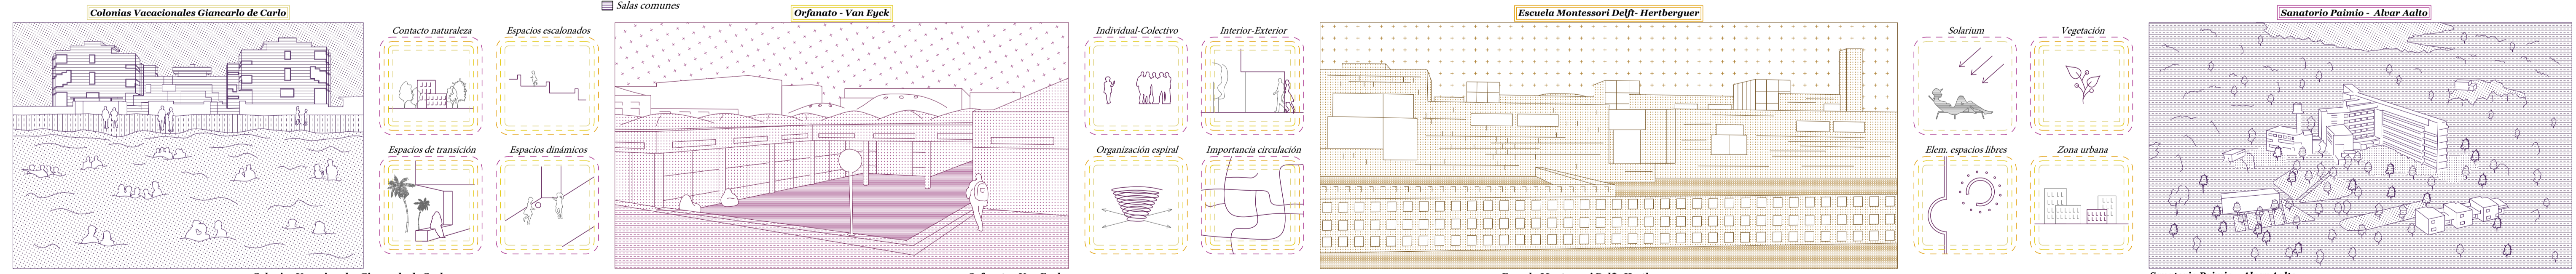 Salas comunes
Colonias Vacacionales Giancarlo de Carlo
Contacto naturaleza
Espacios escalonados
Espacios de transición
Espacios dinámicos
Orfanato - Van Eyck
Individual-Colectivo
Interior-Exterior
Organización espiral
Importancia circulación
Escuela Montessori Delft- Hertberguer
Solarium
Vegetación
Elem. espacios libres
Zona urbana
Sanatorio Paimio - Alvar Aalto